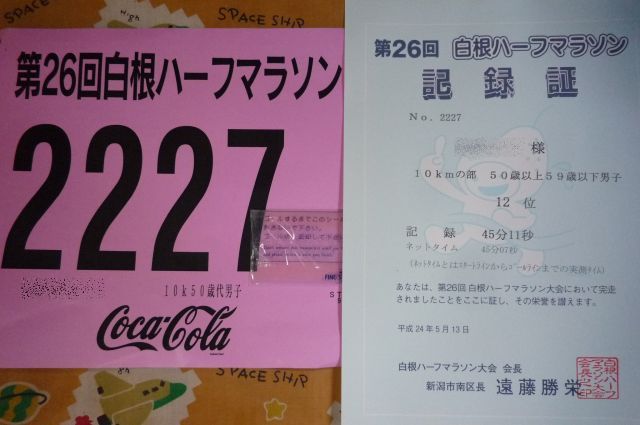 SPACE SHIP
High
SPACE SHIP
第26回白根ハーフマラソン
2227
10k50歳代男子
Coca-Cola
SPACE SHIP
High
SPACE SHIP
第26回 白根ハーフマラソン
記録証
No. 2227
様
10kmの部 50歳以上59歳以下男子
12 位
記 録 45分11秒
ネットタイム 45分07秒
(ネットタイムとはスタートラインからゴールラインまでの実測タイム)
あなたは、第26回 白根ハーフマラソン大会において完走
されましたことをここに証し、その栄誉を讃えます。
平成24年5月13日
白根ハーフマラソン大会 会長
新潟市南区長 遠藤勝栄